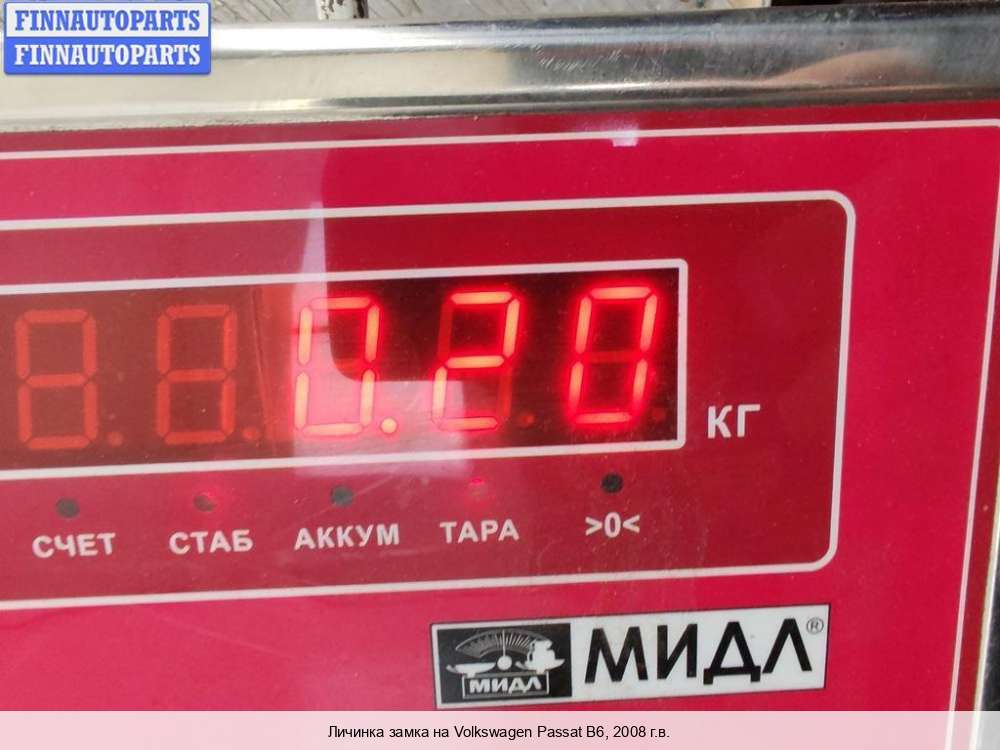 FINNAUTOPARTS
FINNAUTOPARTS
0.20
КГ
СЧЕТ СТАБ АККУМ ТАРА >0<
МИДЛ МИДЛ®
Личинка замка на Volkswagen Passat B6, 2008 г.в.